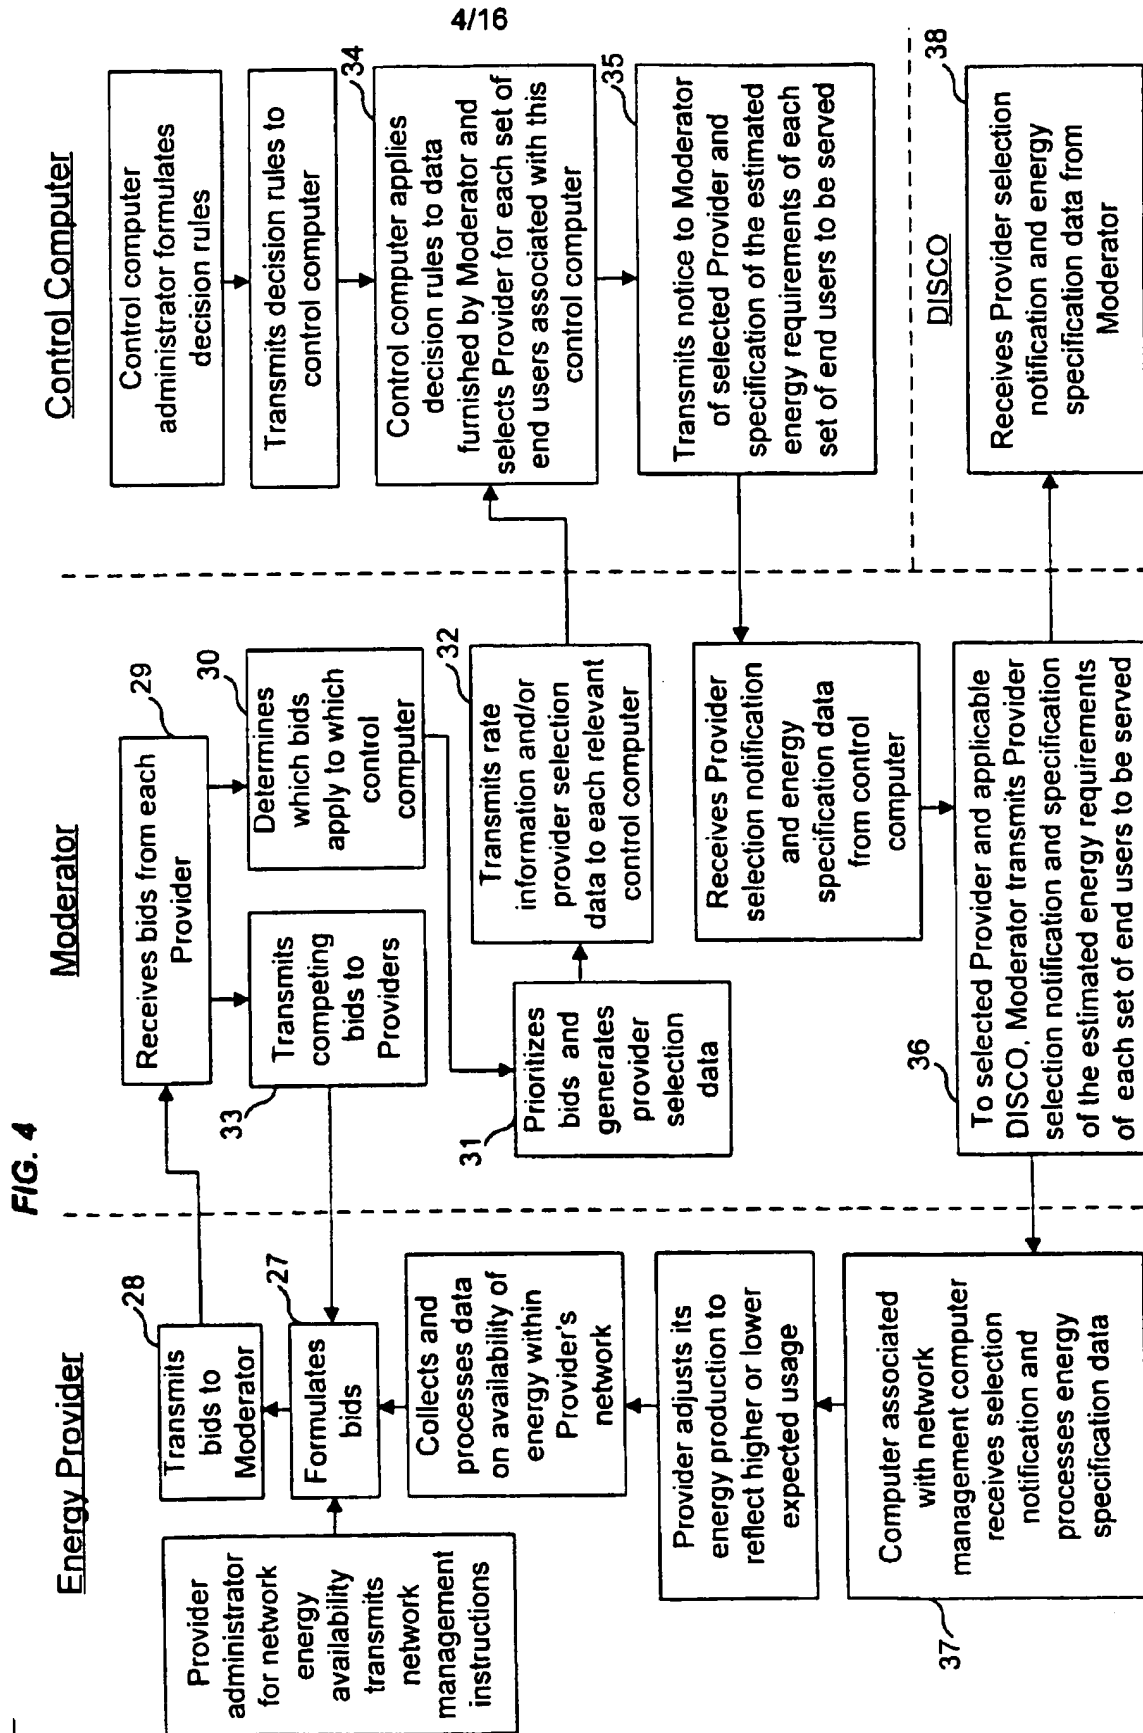 4/16
FIG. 4
Energy Provider
Provider
administrator
for network
energy
availability
transmits
network
management
instructions
28
Transmits
bids to
Moderator
27
Formulates
bids
Collects and
processes data
on availability of
energy within
Provider's
network
Provider adjusts its
energy production to
reflect higher or lower
expected usage
Computer associated
with network
management computer
receives selection
notification and
processes energy
specification data
37
Moderator
29
Receives bids from each
Provider
33
Transmits
competing
bids to
Providers
30
Determines
which bids
apply to which
control
computer
31
Prioritizes
bids and
generates
provider
selection
data
32
Transmits rate
information and/or
provider selection
data to each relevant
control computer
Receives Provider
selection notification
and energy
specification data
from control
computer
36
To selected Provider and applicable
DISCO, Moderator transmits Provider
selection notification and specification
of the estimated energy requirements
of each set of end users to be served
Control Computer
Control computer
administrator formulates
decision rules
Transmits decision rules to
control computer
34
Control computer applies
decision rules to data
furnished by Moderator and
selects Provider for each set of
end users associated with this
control computer
35
Transmits notice to Moderator
of selected Provider and
specification of the estimated
energy requirements of each
set of end users to be served
DISCO
38
Receives Provider selection
notification and energy
specification data from
Moderator